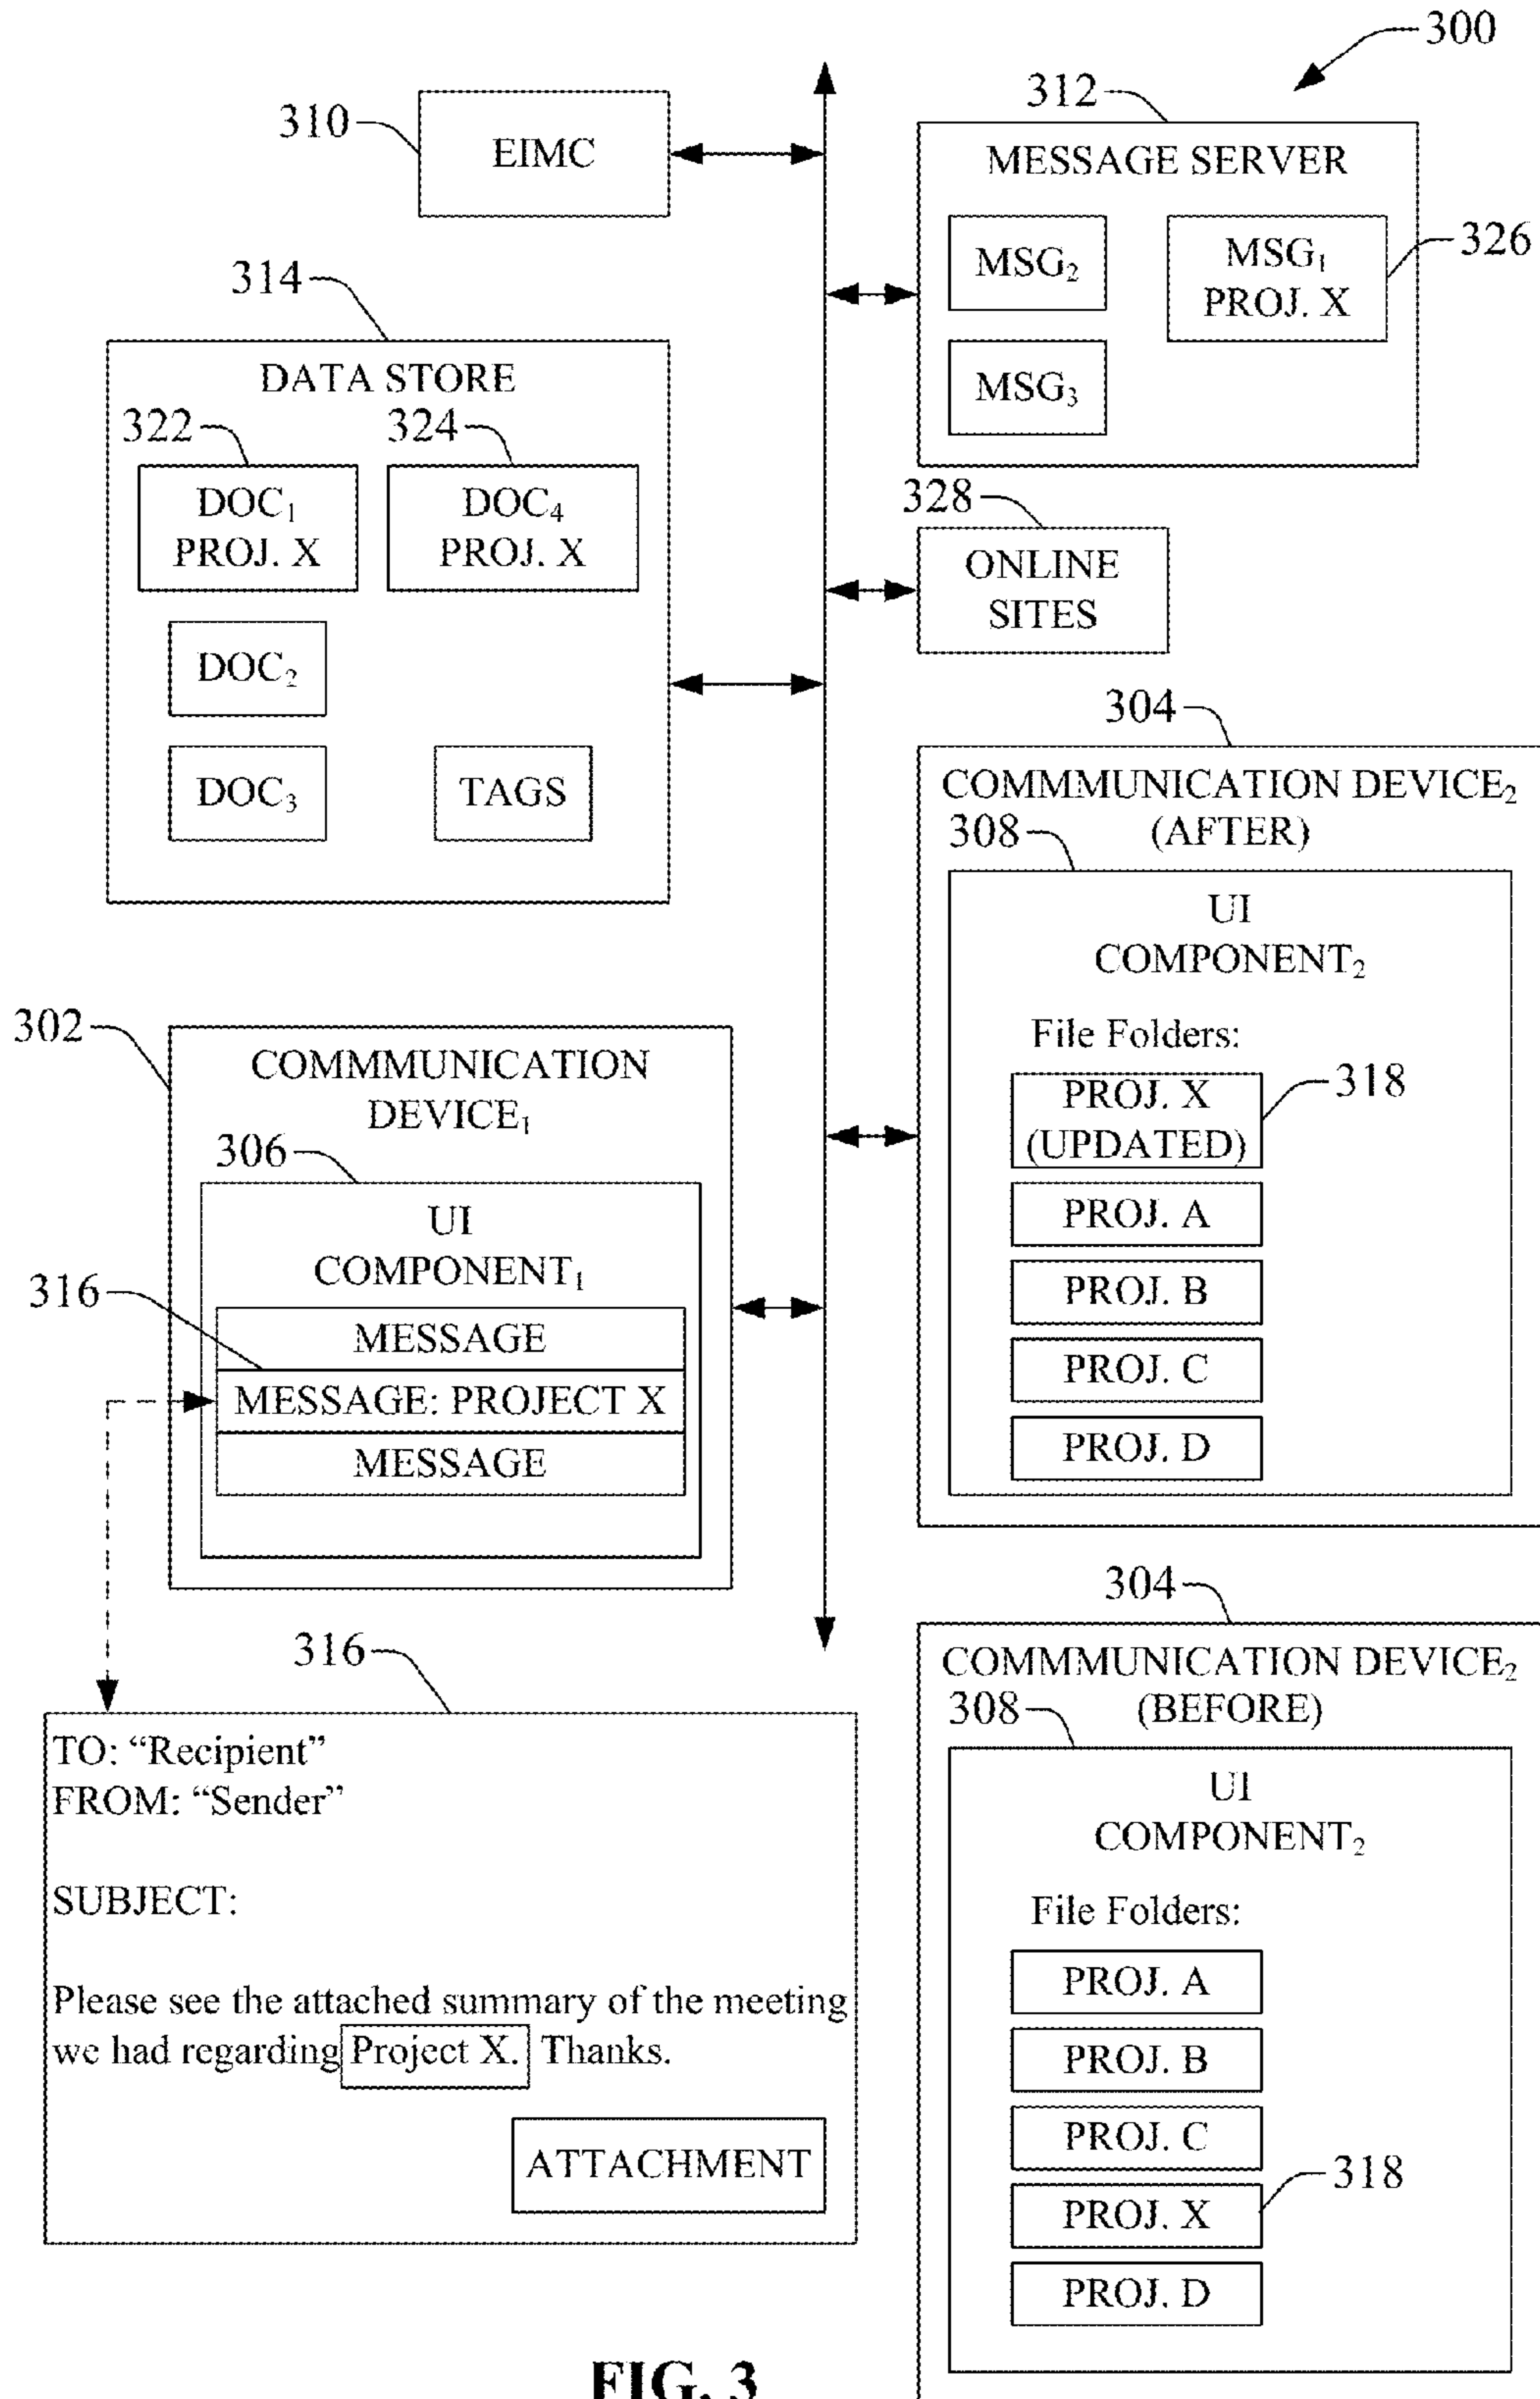 300
310
EIMC
312
MESSAGE SERVER
MSG₂
MSG₁
PROJ. X
326
MSG₃
314
DATA STORE
322
324
DOC₁
PROJ. X
DOC₄
PROJ. X
DOC₂
DOC₃
TAGS
328
ONLINE
SITES
304
COMMMUNICATION DEVICE₂
(AFTER)
308
UI
COMPONENT₂
File Folders:
PROJ. X
(UPDATED)
318
PROJ. A
PROJ. B
PROJ. C
PROJ. D
302
COMMMUNICATION
DEVICE₁
306
UI
COMPONENT₁
316
MESSAGE
MESSAGE: PROJECT X
MESSAGE
316
TO: “Recipient”
FROM: “Sender”
SUBJECT:
Please see the attached summary of the meeting
we had regarding Project X. Thanks.
ATTACHMENT
304
COMMMUNICATION DEVICE₂
(BEFORE)
308
UI
COMPONENT₂
File Folders:
PROJ. A
PROJ. B
PROJ. C
PROJ. X
318
PROJ. D
FIG. 3